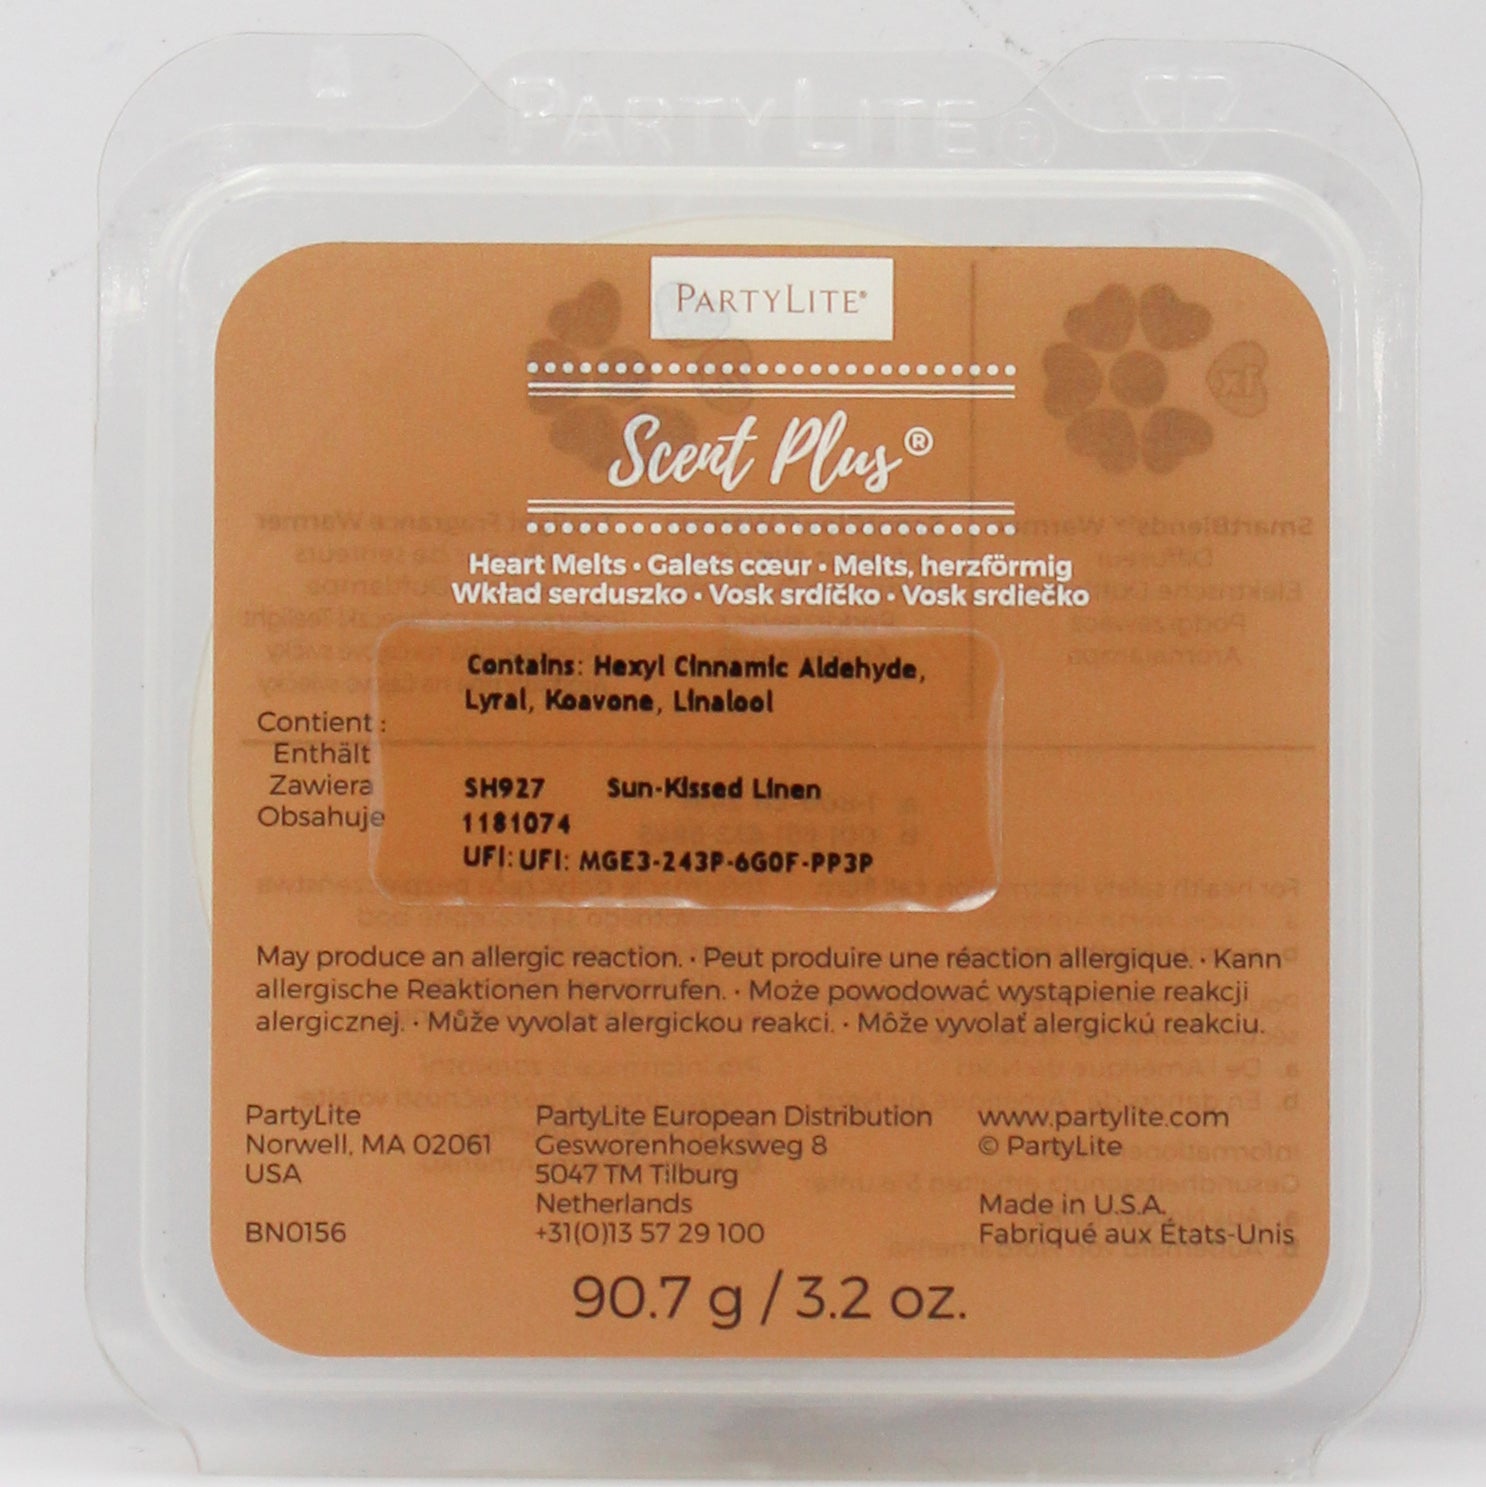 PARTYLITE®
PARTYLITE®
Scent Plus®
Heart Melts • Galets cœur • Melts, herzförmig
Wkład serduszko • Vosk srdíčko • Vosk srdiečko
Contains: Hexyl Cinnamic Aldehyde,
Lyral, Koavone, Linalool
Contient :
Enthält
Zawiera
Obsahuje
SH927 Sun-Kissed Linen
1181074
UFI: UFI: MGE3-243P-6G0F-PP3P
May produce an allergic reaction. • Peut produire une réaction allergique. • Kann
allergische Reaktionen hervorrufen. • Może powodować wystąpienie reakcji
alergicznej. • Může vyvolat alergickou reakci. • Môže vyvolať alergickú reakciu.
PartyLite
Norwell, MA 02061
USA
BN0156
PartyLite European Distribution
Gesworenhoeksweg 8
5047 TM Tilburg
Netherlands
+31(0)13 57 29 100
www.partylite.com
© PartyLite
Made in U.S.A.
Fabriqué aux États-Unis
90.7 g / 3.2 oz.